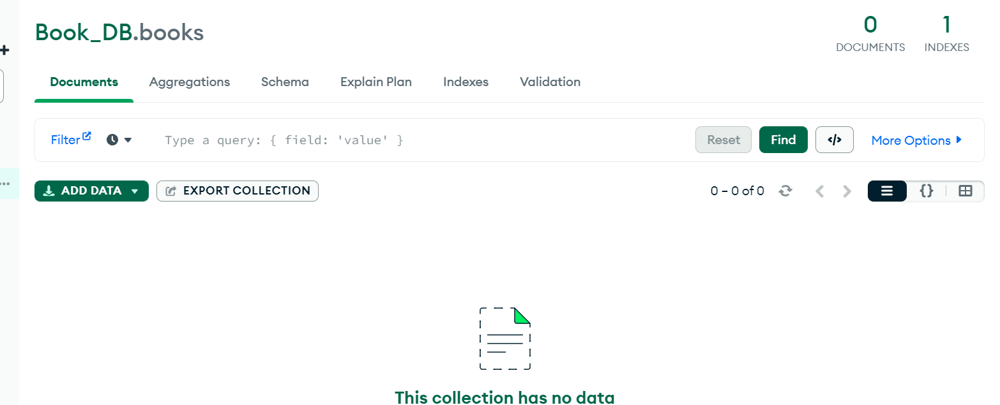 Book_DB.books
0 1
DOCUMENTS INDEXES
Documents Aggregations Schema Explain Plan Indexes Validation
Filter Type a query: { field: 'value' } Reset Find </> More Options
ADD DATA EXPORT COLLECTION 0 – 0 of 0 {}
This collection has no data